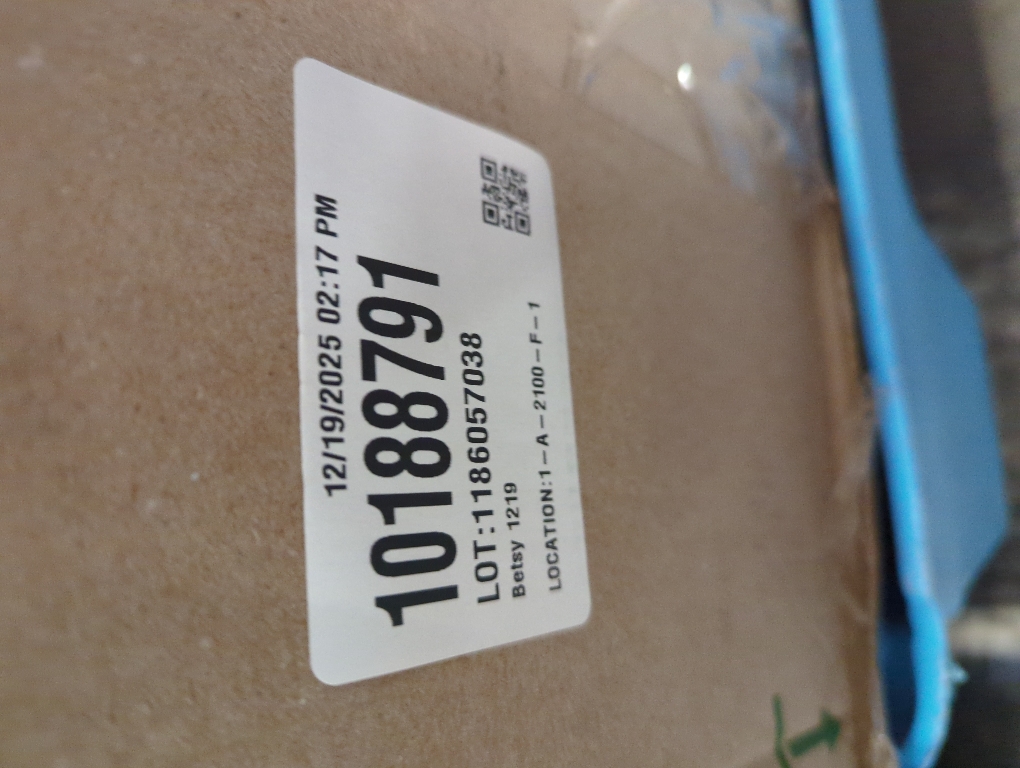 12/19/2025 02:17 PM
10188791
LOT:1186057038
Betsy 1219
LOCATION:1-A-2100-F-1